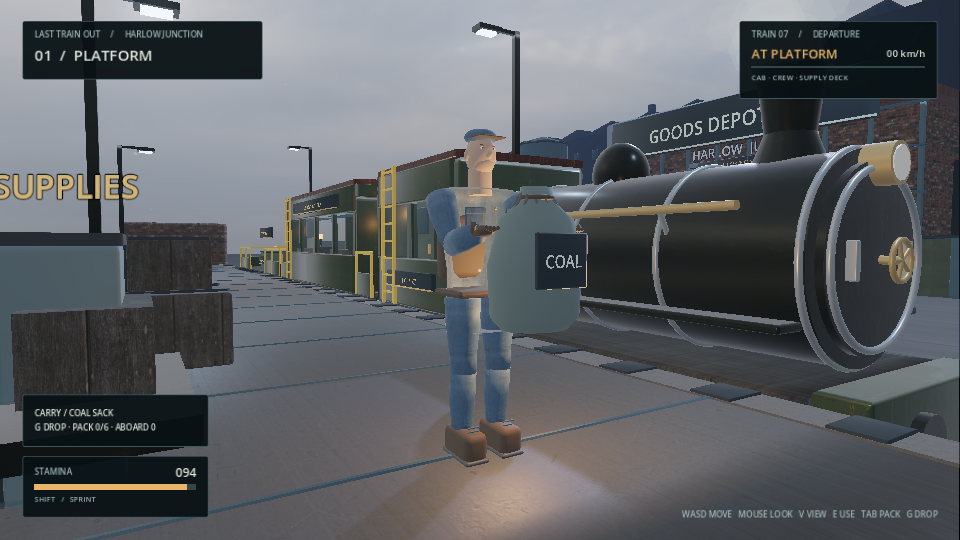 LAST TRAIN OUT / HARLOW JUNCTION
01 / PLATFORM
TRAIN 07 / DEPARTURE
AT PLATFORM 00 km/h
CAB · CREW · SUPPLY DECK
GOODS DEPOT
SUPPLIES
COAL
CARRY / COAL SACK
G DROP · PACK 0/6 · ABOARD 0
STAMINA 094
SHIFT / SPRINT
WASD MOVE MOUSE LOOK V VIEW E USE TAB PACK G DROP